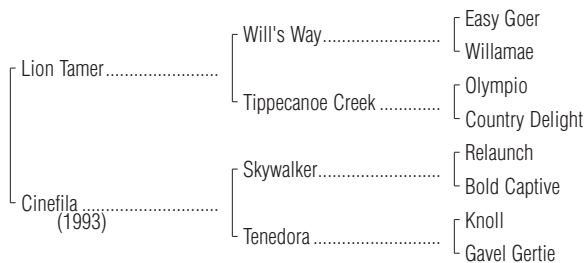 Easy Goer
Will's Way
Willamae
Lion Tamer
Olympio
Tippecanoe Creek
Country Delight
Relaunch
Skywalker
Bold Captive
Cinefila
(1993)
Knoll
Tenedora
Gavel Gertie